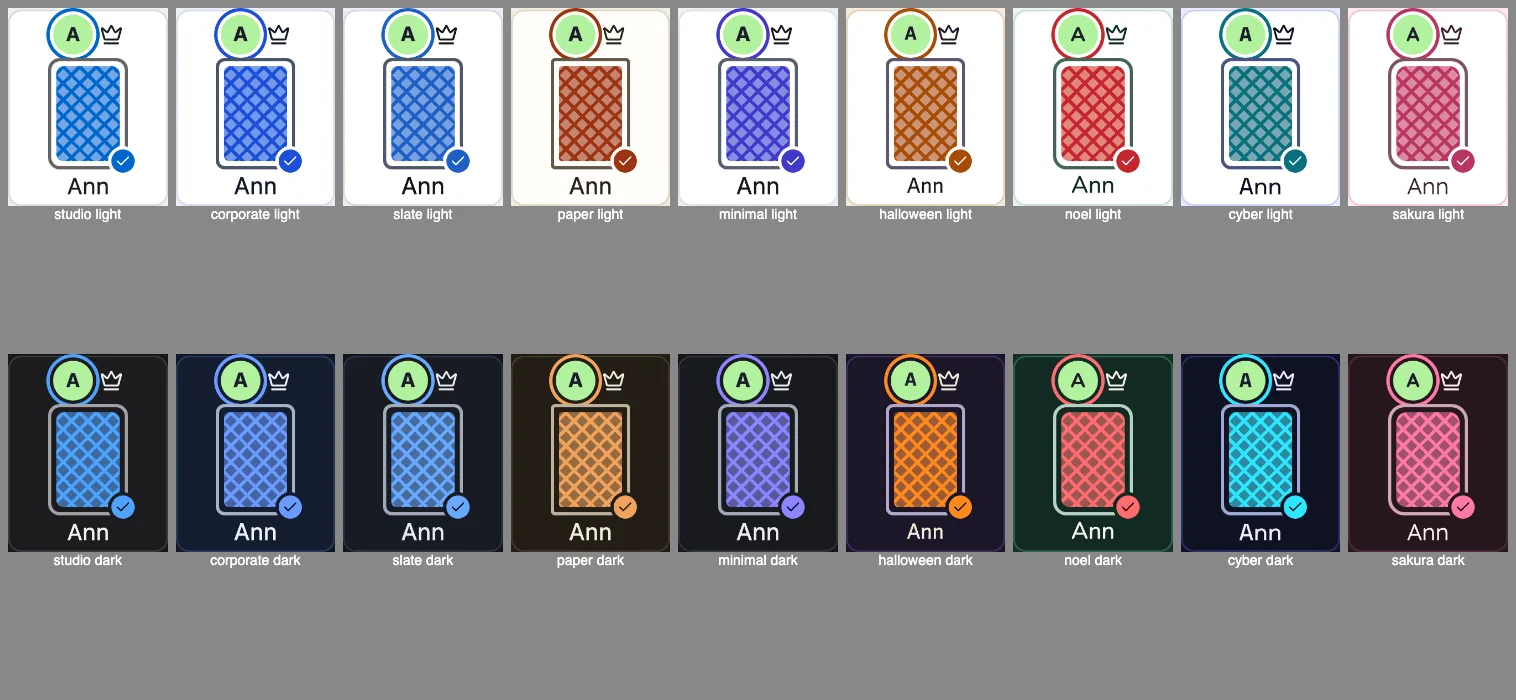 A A A A A A A A A
Ann Ann Ann Ann Ann Ann Ann Ann Ann
studio light corporate light slate light paper light minimal light halloween light noel light cyber light sakura light
A A A A A A A A A
Ann Ann Ann Ann Ann Ann Ann Ann Ann
studio dark corporate dark slate dark paper dark minimal dark halloween dark noel dark cyber dark sakura dark